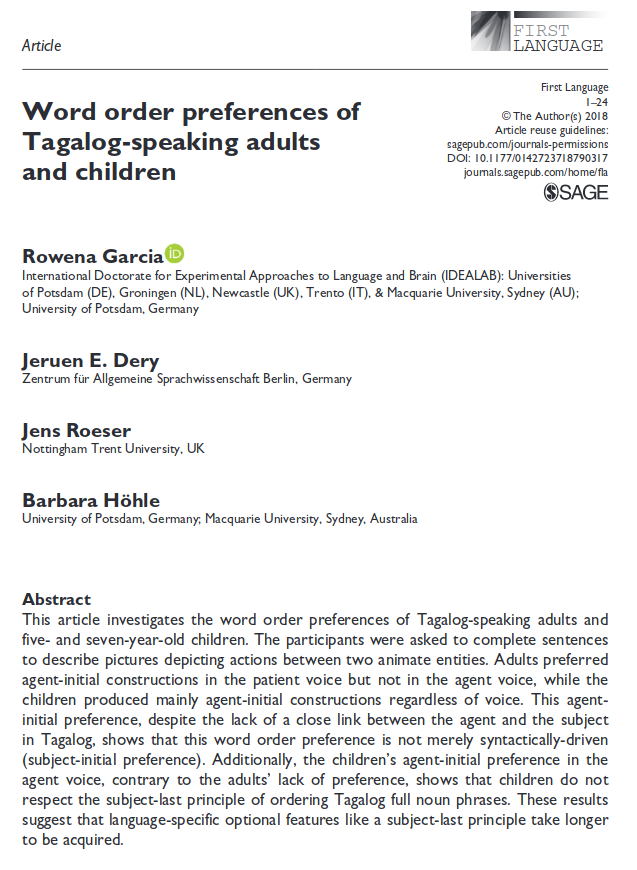 Article
FIRST
LANGUAGE
First Language
1–24
© The Author(s) 2018
Article reuse guidelines:
sagepub.com/journals-permissions
DOI: 10.1177/0142723718790317
journals.sagepub.com/home/fla
SAGE
Word order preferences of
Tagalog-speaking adults
and children
Rowena Garcia iD
International Doctorate for Experimental Approaches to Language and Brain (IDEALAB): Universities
of Potsdam (DE), Groningen (NL), Newcastle (UK), Trento (IT), & Macquarie University, Sydney (AU);
University of Potsdam, Germany
Jeruen E. Dery
Zentrum für Allgemeine Sprachwissenschaft Berlin, Germany
Jens Roeser
Nottingham Trent University, UK
Barbara Höhle
University of Potsdam, Germany; Macquarie University, Sydney, Australia
Abstract
This article investigates the word order preferences of Tagalog-speaking adults and
five- and seven-year-old children. The participants were asked to complete sentences
to describe pictures depicting actions between two animate entities. Adults preferred
agent-initial constructions in the patient voice but not in the agent voice, while the
children produced mainly agent-initial constructions regardless of voice. This agent-
initial preference, despite the lack of a close link between the agent and the subject
in Tagalog, shows that this word order preference is not merely syntactically-driven
(subject-initial preference). Additionally, the children's agent-initial preference in the
agent voice, contrary to the adults' lack of preference, shows that children do not
respect the subject-last principle of ordering Tagalog full noun phrases. These results
suggest that language-specific optional features like a subject-last principle take longer
to be acquired.